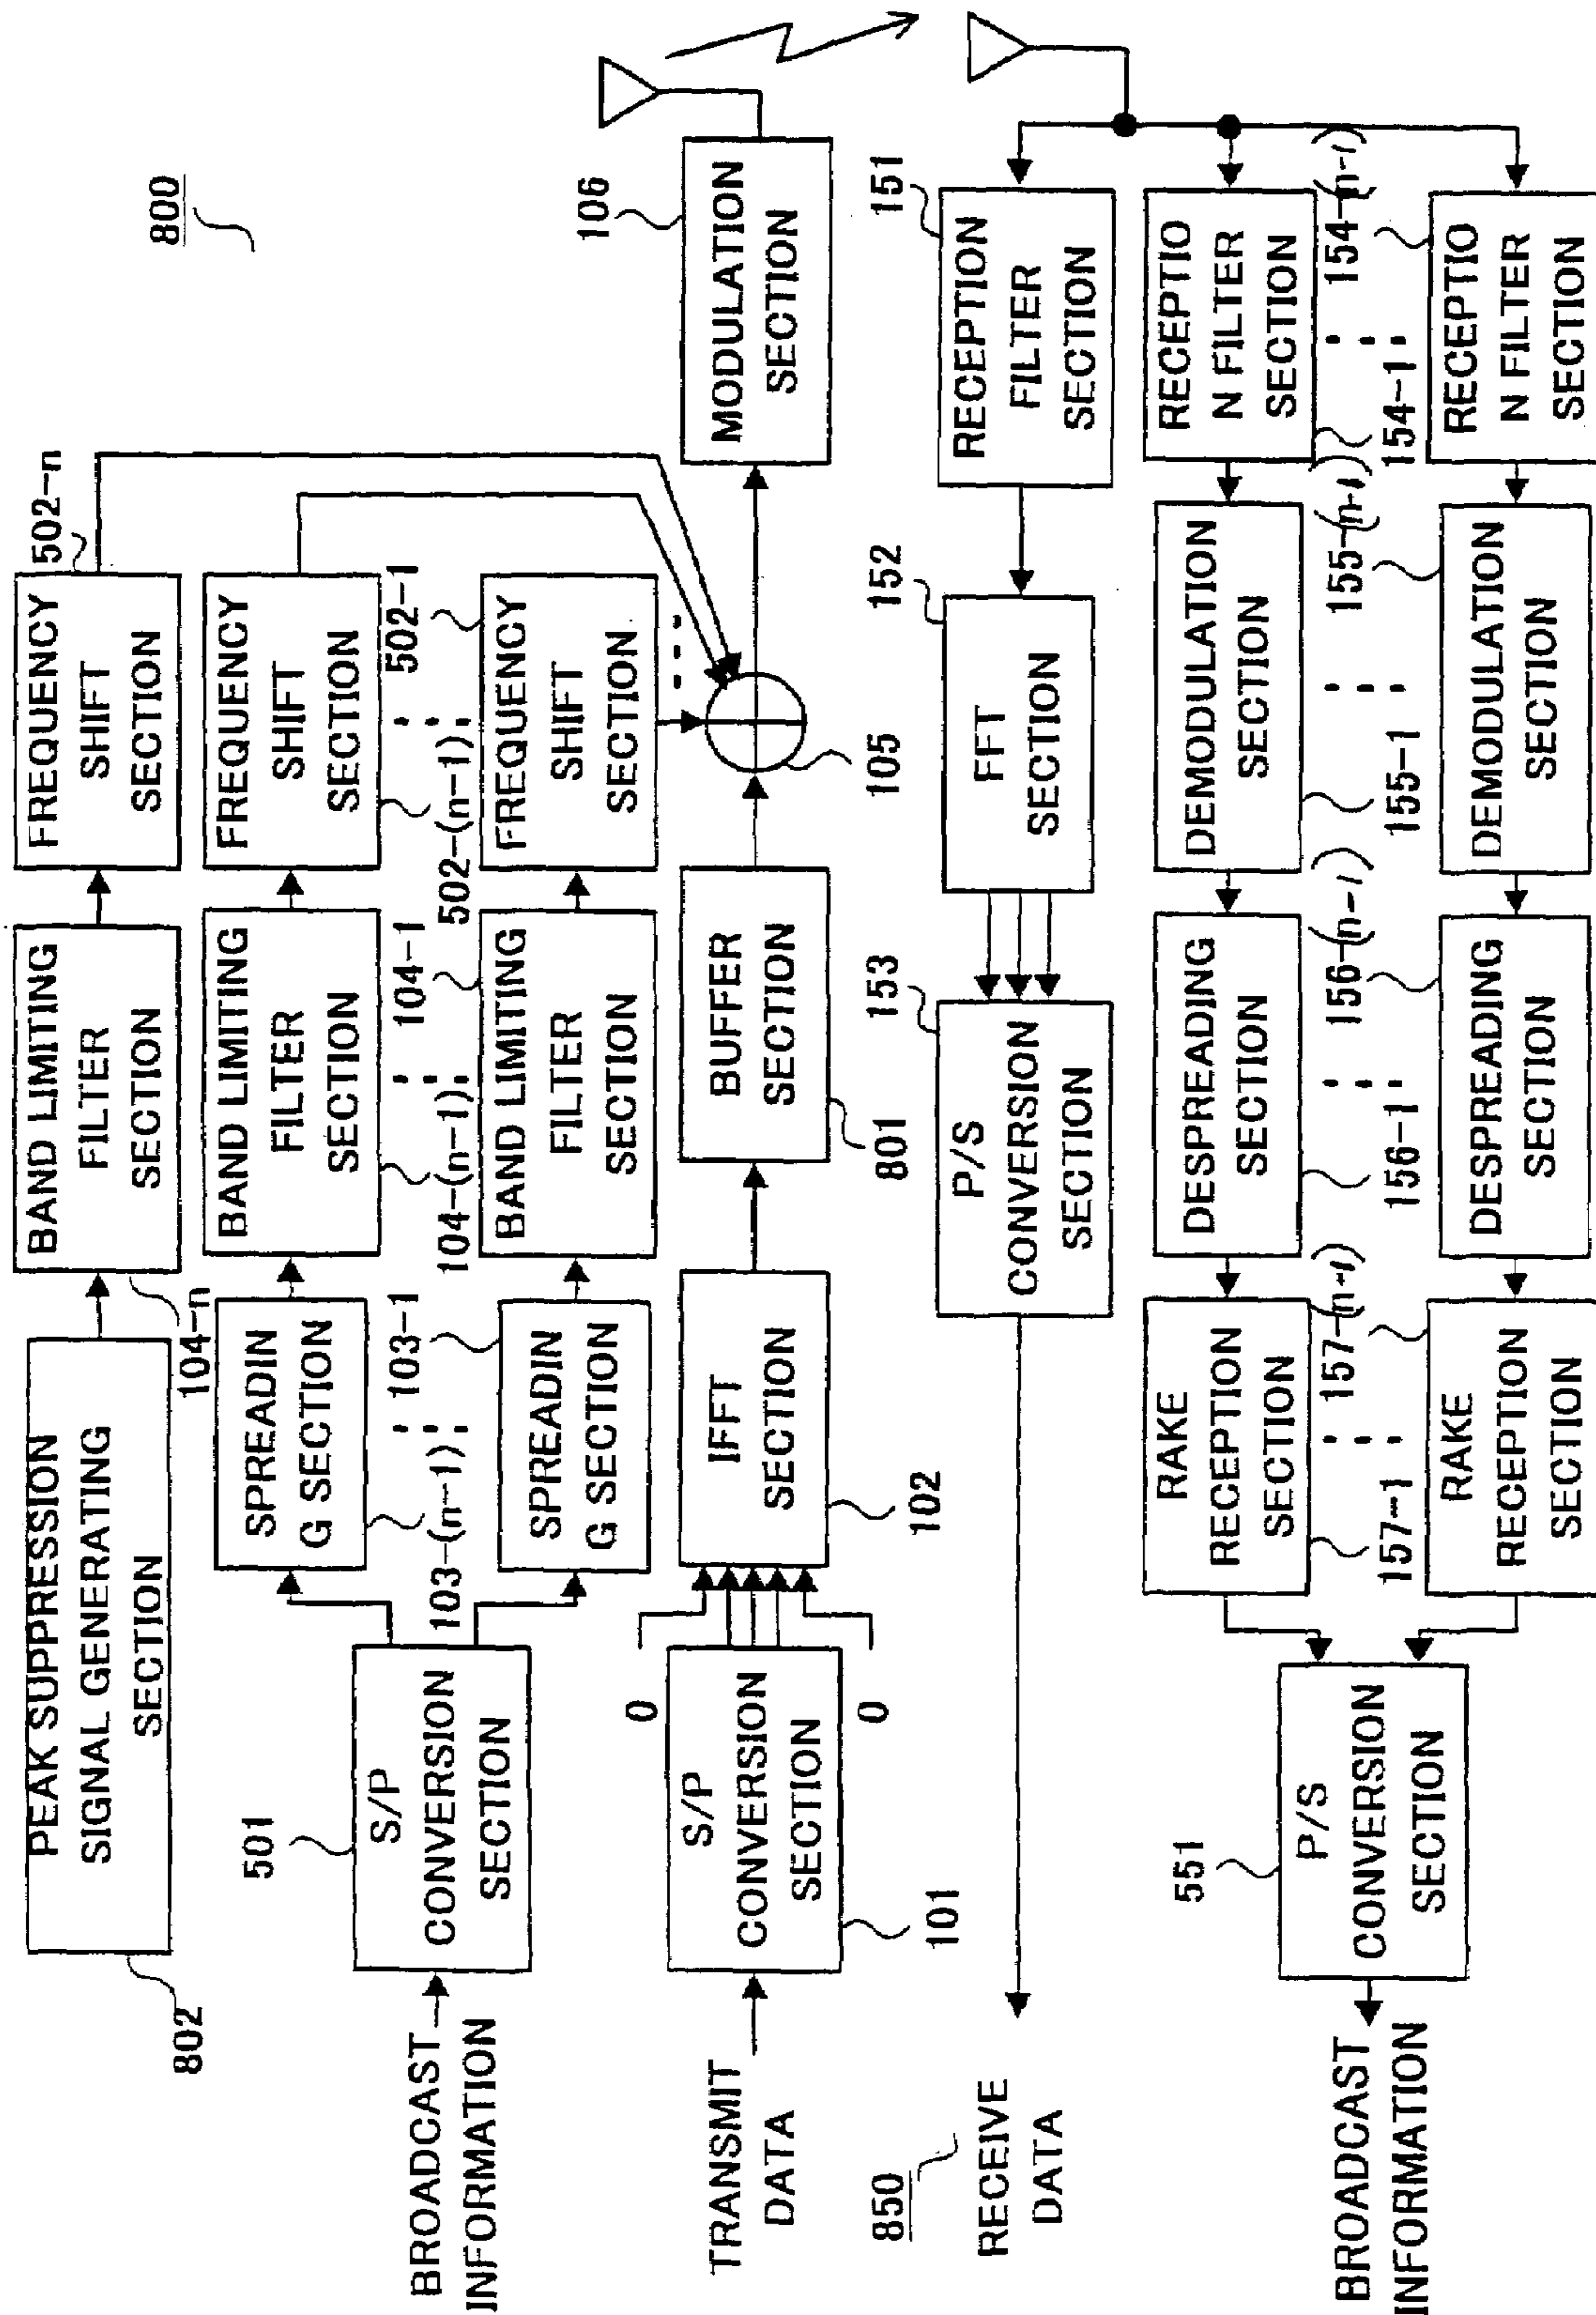 800
PEAK SUPPRESSION
SIGNAL GENERATING
SECTION
802
BAND LIMITING
FILTER
SECTION
104-n
FREQUENCY
SHIFT
SECTION
502-n
BROADCAST
INFORMATION
501
S/P
CONVERSION
SECTION
SPREADIN
G SECTION
103-(n-1)
BAND LIMITING
FILTER
SECTION
104-(n-1)
FREQUENCY
SHIFT
SECTION
502-(n-1)
103-1
SPREADIN
G SECTION
104-1
BAND LIMITING
FILTER
SECTION
502-1
FREQUENCY
SHIFT
SECTION
TRANSMIT
DATA
S/P
CONVERSION
SECTION
101
0
0
IFFT
SECTION
102
BUFFER
SECTION
801
105
106
MODULATION
SECTION
850
RECEIVE
DATA
153
P/S
CONVERSION
SECTION
152
FFT
SECTION
151
RECEPTION
FILTER
SECTION
RAKE
RECEPTION
SECTION
157-1
DESPREADING
SECTION
156-1
DEMODULATION
SECTION
155-1
RECEPTIO
N FILTER
SECTION
154-1
BROADCAST
INFORMATION
551
P/S
CONVERSION
SECTION
157-(n-1)
RAKE
RECEPTION
SECTION
156-(n-1)
DESPREADING
SECTION
155-(n-1)
DEMODULATION
SECTION
154-(n-1)
RECEPTIO
N FILTER
SECTION